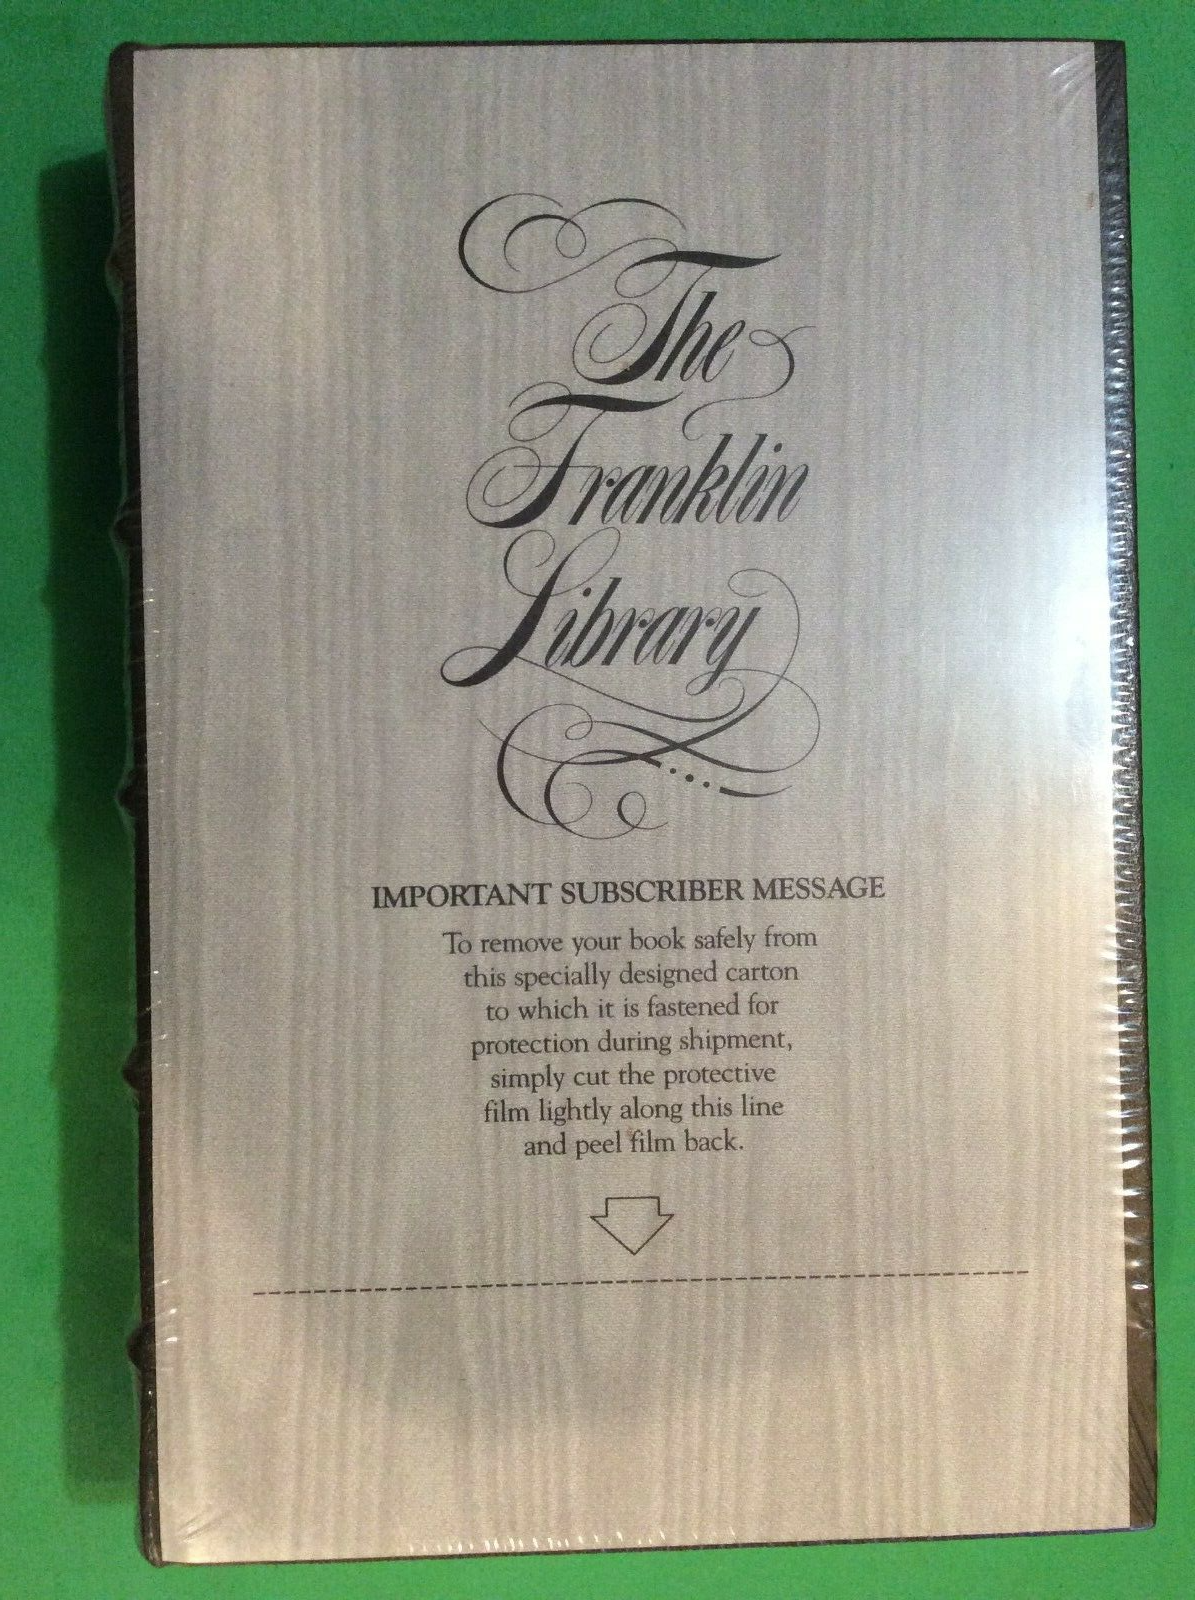 The
Franklin
Library
IMPORTANT SUBSCRIBER MESSAGE
To remove your book safely from
this specially designed carton
to which it is fastened for
protection during shipment,
simply cut the protective
film lightly along this line
and peel film back.